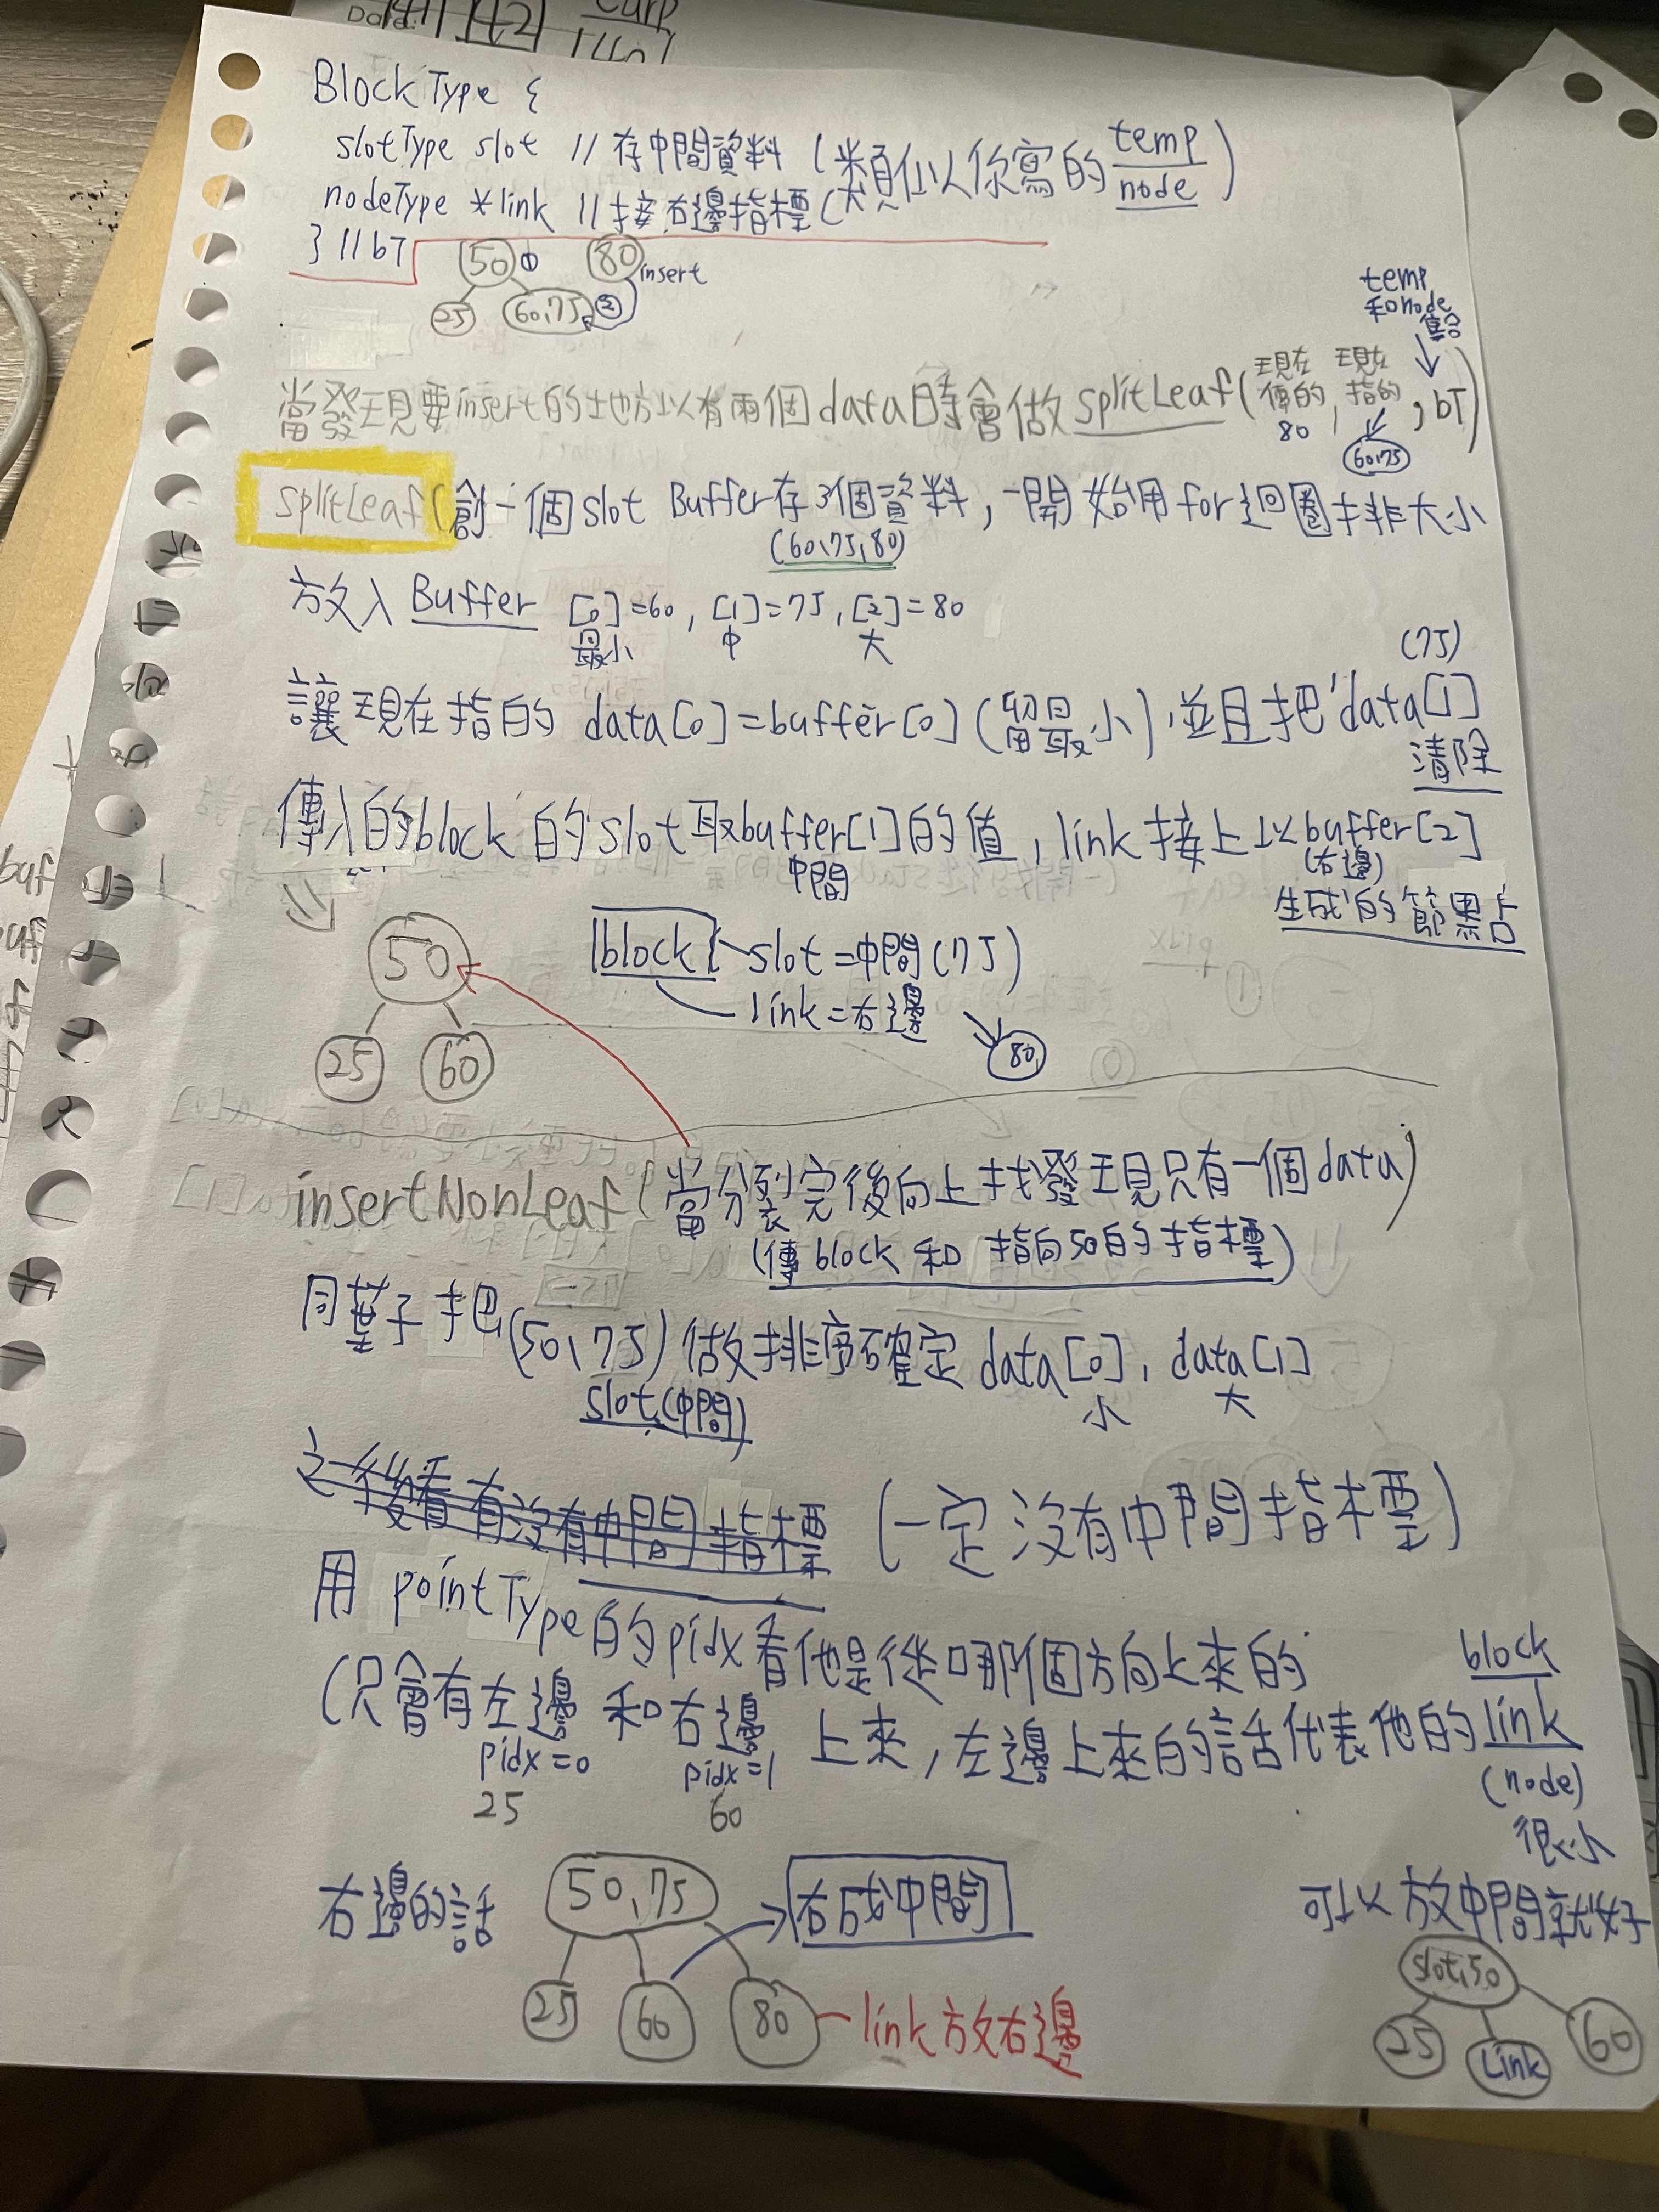 BlockType {
slotType slot // 存中間資料 (類似以你寫的 temp node)
nodeType *link // 接右邊指標
} // bT
50 ① 80 insert
25 60,75 ②
temp 和node 集合
當發現要insert的地方以有兩個data時會做 splitLeaf(現在傳的 80, 現在指的 60,75, bT)
splitLeaf(創一個slot Buffer存3個資料,一開始用for迴圈排大小
(60,75,80)
放入 Buffer [0]=60, [1]=75, [2]=80
最小 中 大
(75)
讓現在指的 data[0]=buffer[0] (留最小),並且把data[1]
清除
傳入的block 的slot取buffer[1]的值, link 接上以buffer[2]
中間 (右邊)
生成的節點
50 block slot=中間(75)
link=右邊
25 60 80
insertNonLeaf(當分裂完後向上找發現只有一個data)
(傳block 和 指向50的指標)
同葉子把(50,75)做排序確定 data[0], data[1]
slot(中間) 小 大
之後看有沒有中間指標 (一定沒有中間指標)
用 pointType的pidx看他是從哪個方向上來的
(只會有左邊 和右邊 上來,左邊上來的話代表他的 block link
pidx=0 pidx=1 (node)
25 60 很小
右邊的話 50,75 右成中間 可以放中間就好
slot,50
25 60 80 link放右邊 25 Link 60